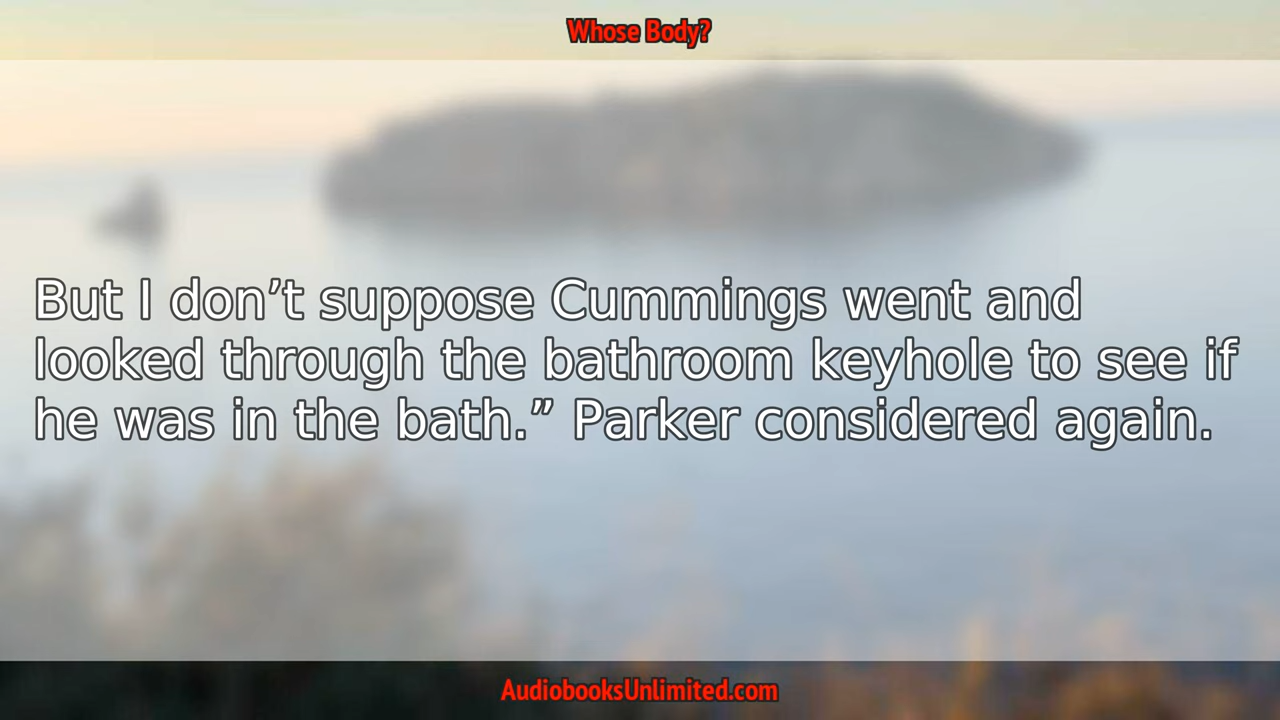 Whose Body?
But I don’t suppose Cummings went and
looked through the bathroom keyhole to see if
he was in the bath.” Parker considered again.
AudiobooksUnlimited.com